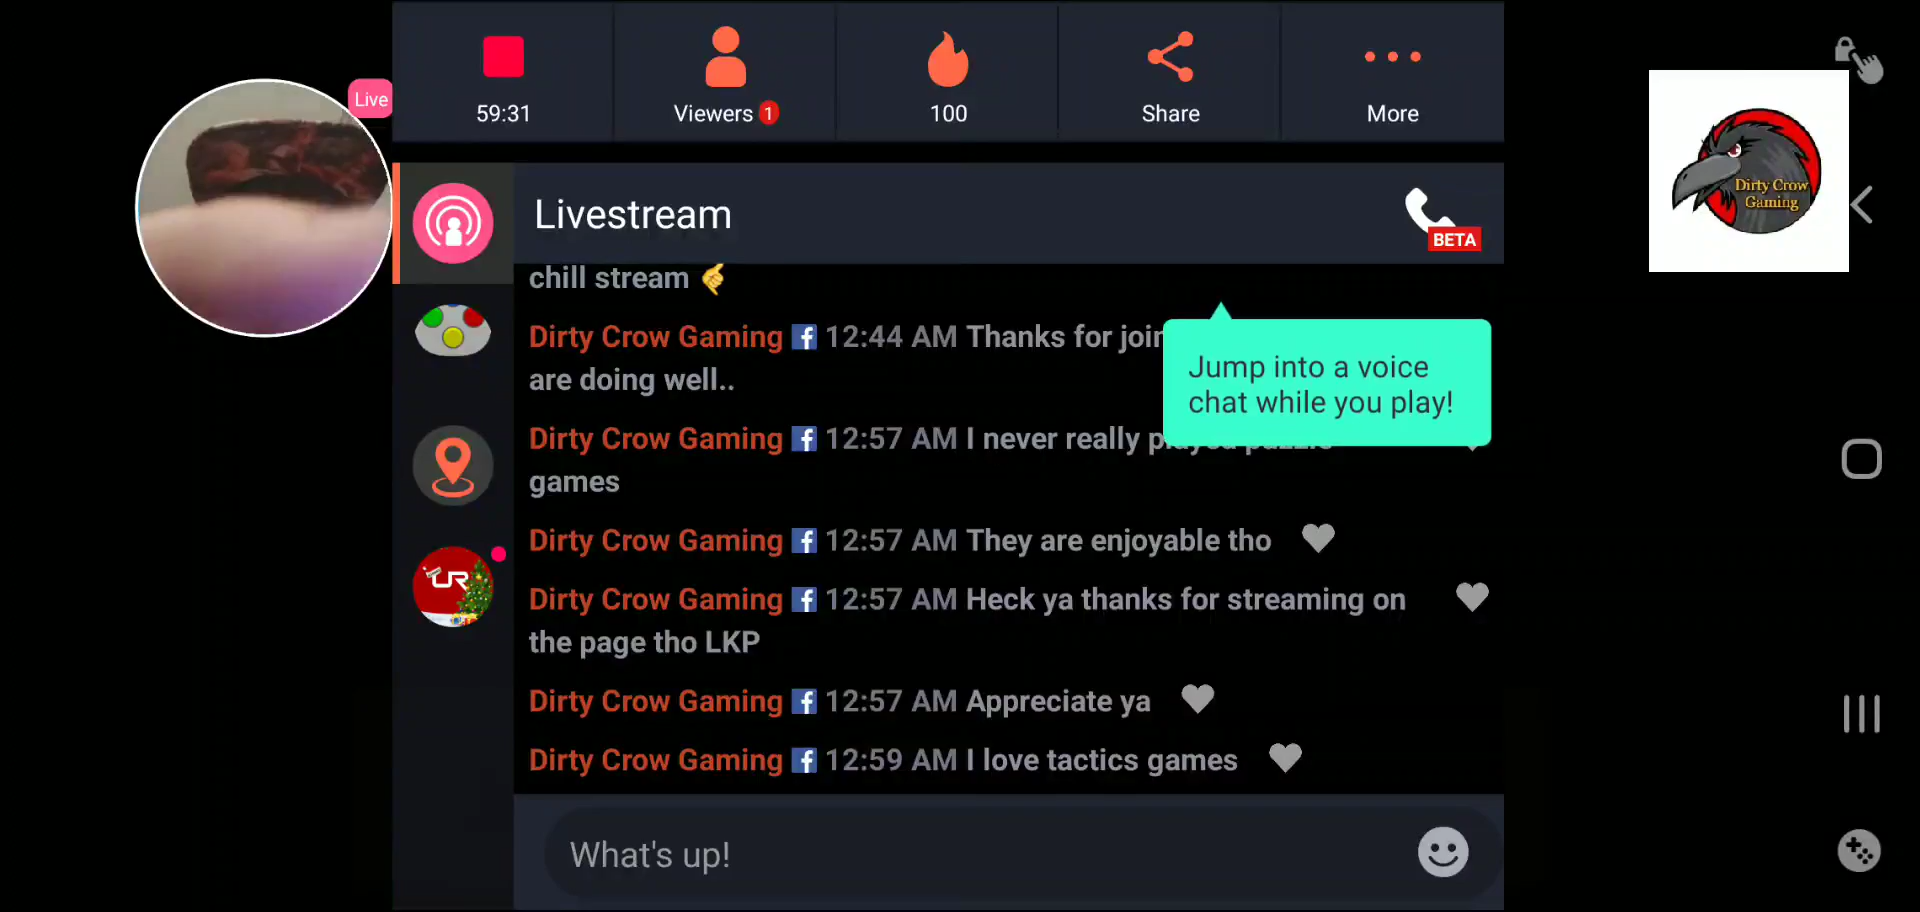 Live
59:31
Viewers 1
100
Share
More
Livestream
BETA
Dirty Crow
Gaming
chill stream
Dirty Crow Gaming 12:44 AM Thanks for join
are doing well..
Jump into a voice
chat while you play!
Dirty Crow Gaming 12:57 AM I never really played puzzle
games
Dirty Crow Gaming 12:57 AM They are enjoyable tho
Dirty Crow Gaming 12:57 AM Heck ya thanks for streaming on
the page tho LKP
Dirty Crow Gaming 12:57 AM Appreciate ya
Dirty Crow Gaming 12:59 AM I love tactics games
What's up!
UR